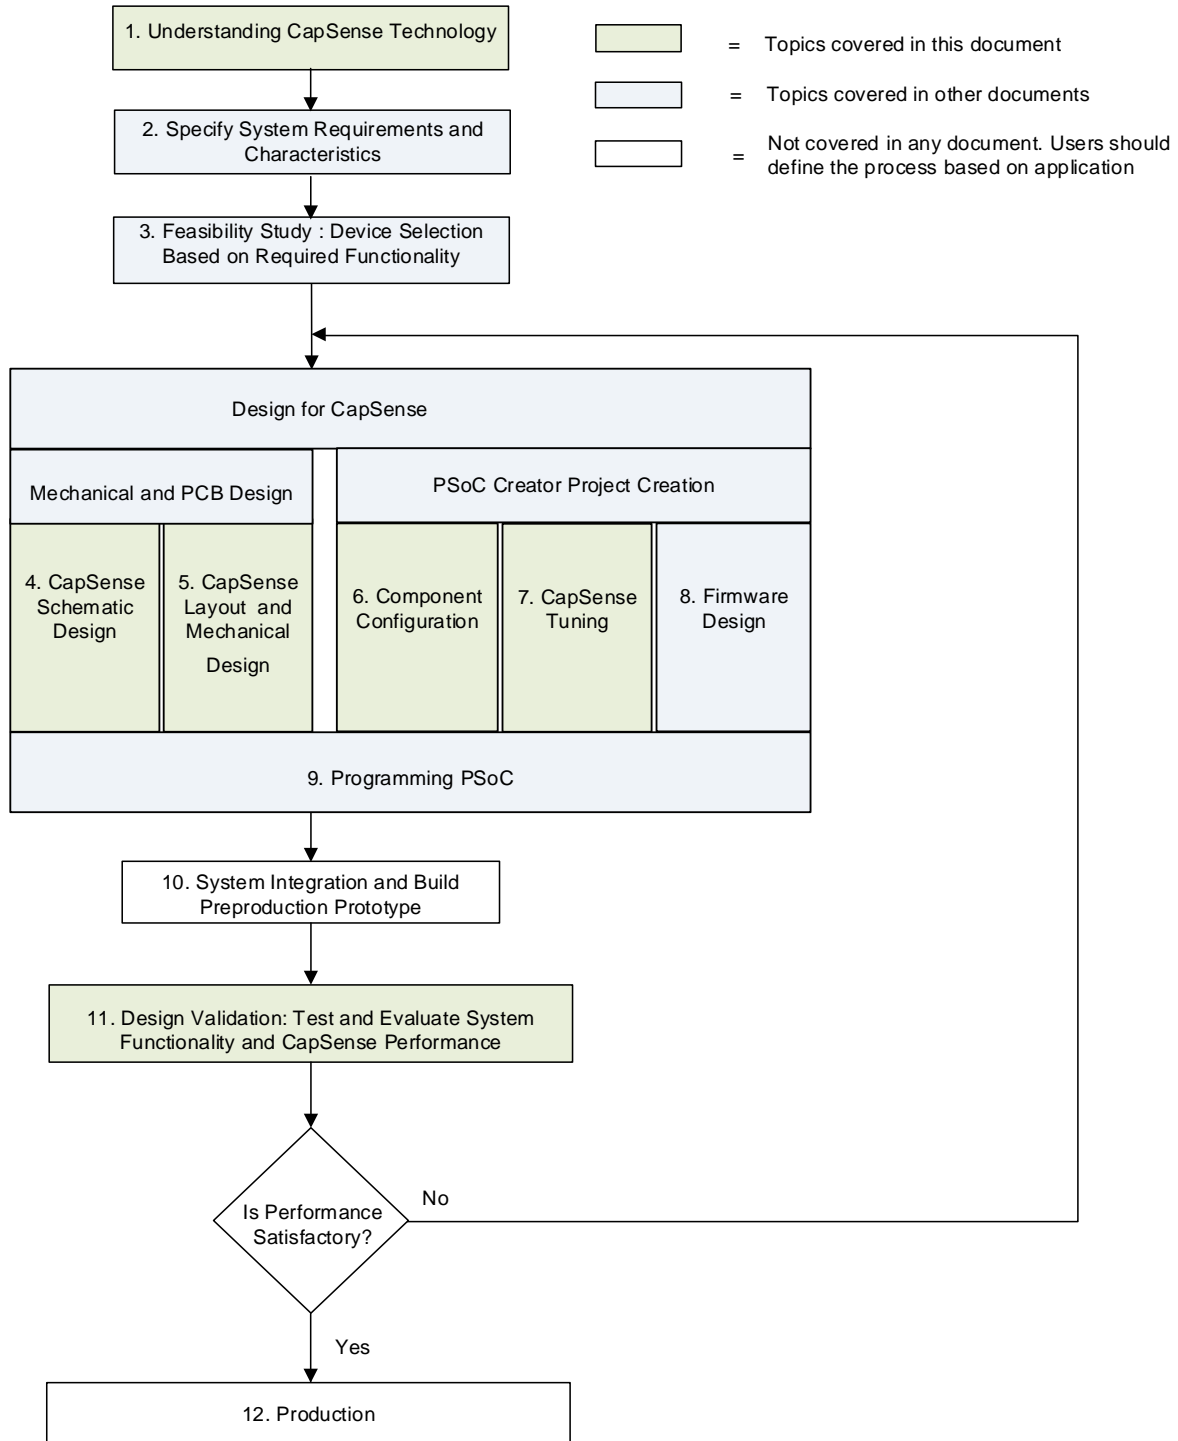 1. Understanding CapSense Technology
= Topics covered in this document
= Topics covered in other documents
= Not covered in any document. Users should
define the process based on application
2. Specify System Requirements and
Characteristics
3. Feasibility Study : Device Selection
Based on Required Functionality
Design for CapSense
Mechanical and PCB Design
PSoC Creator Project Creation
4. CapSense
Schematic
Design
5. CapSense
Layout and
Mechanical
Design
6. Component
Configuration
7. CapSense
Tuning
8. Firmware
Design
9. Programming PSoC
10. System Integration and Build
Preproduction Prototype
11. Design Validation: Test and Evaluate System
Functionality and CapSense Performance
Is Performance
Satisfactory?
No
Yes
12. Production